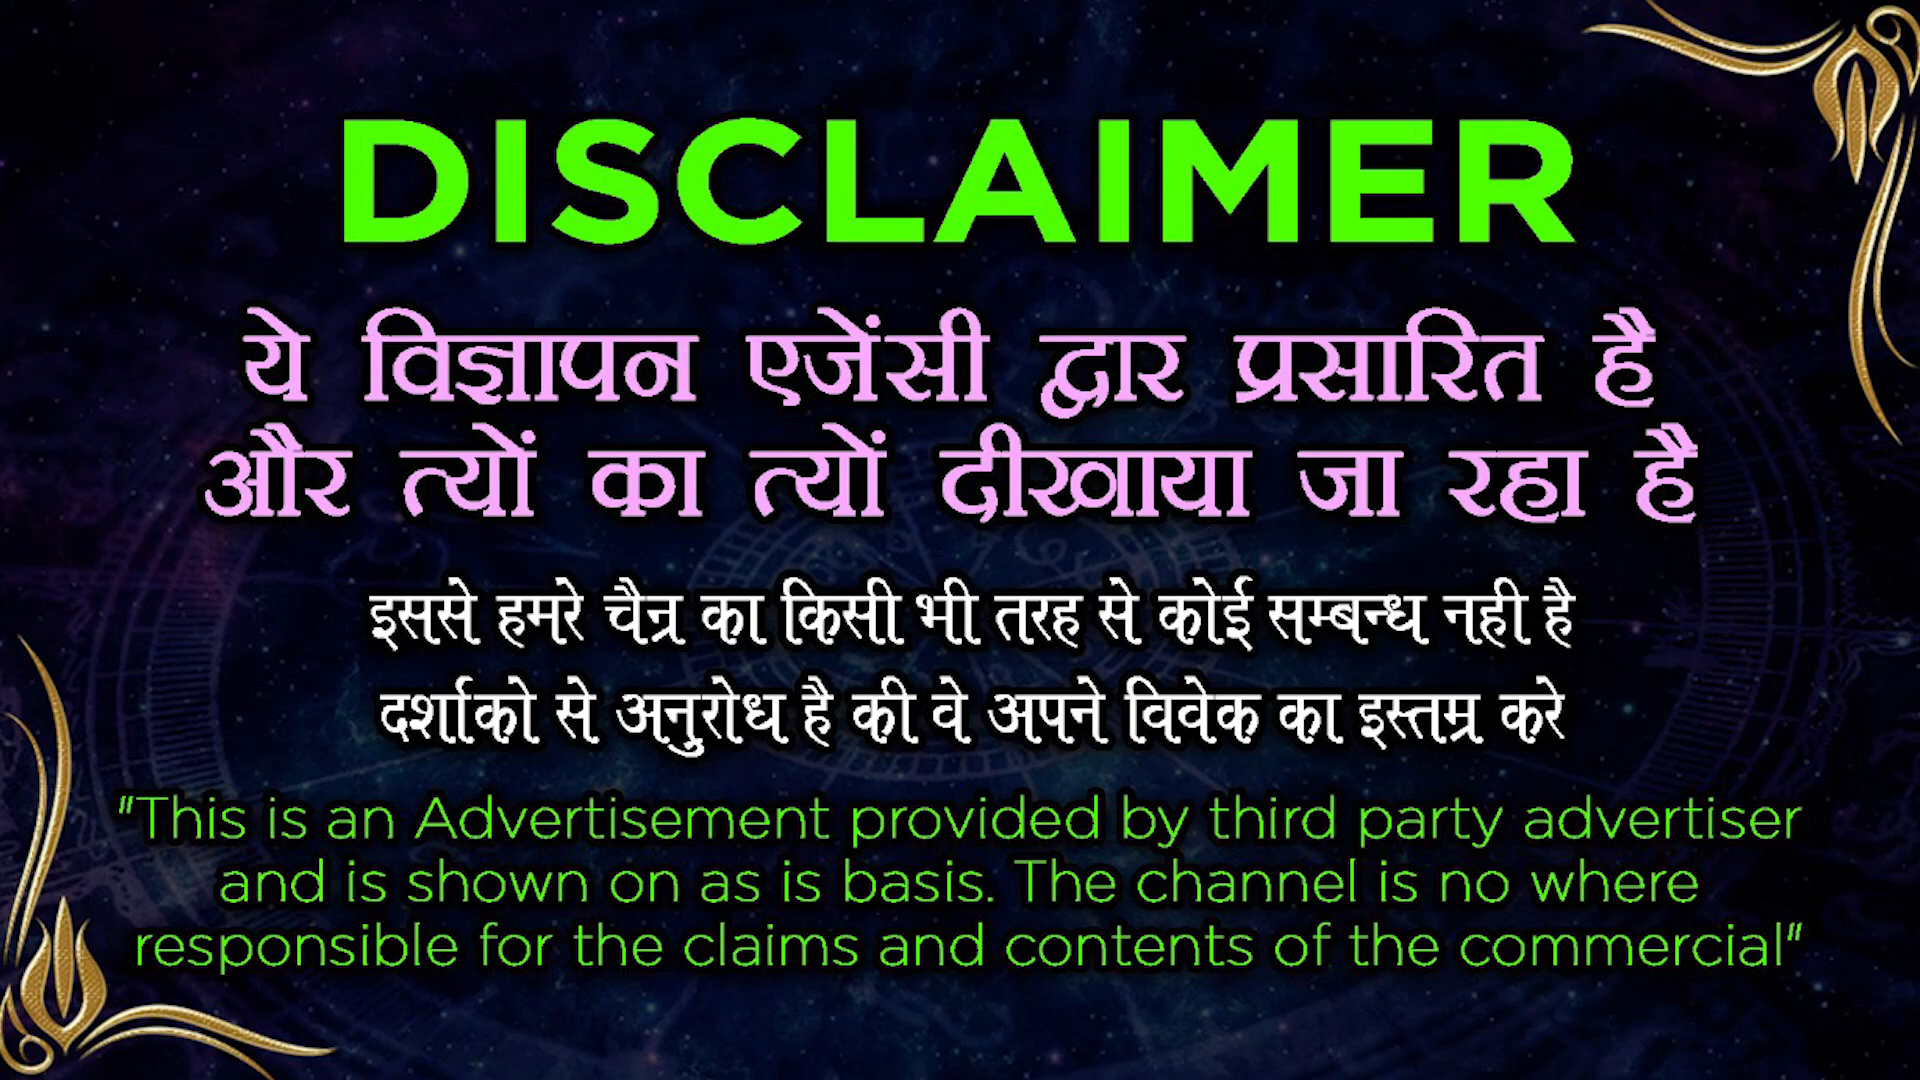 DISCLAIMER
ये विज्ञापन एजेंसी द्वार प्रसारित है
और त्यों का त्यों दीखाया जा रहा है
इससे हमरे चैन्र का किसी भी तरह से कोई सम्बन्ध नही है
दर्शाको से अनुरोध है की वे अपने विवेक का इस्तम्र करे
"This is an Advertisement provided by third party advertiser
and is shown on as is basis. The channel is no where
responsible for the claims and contents of the commercial"